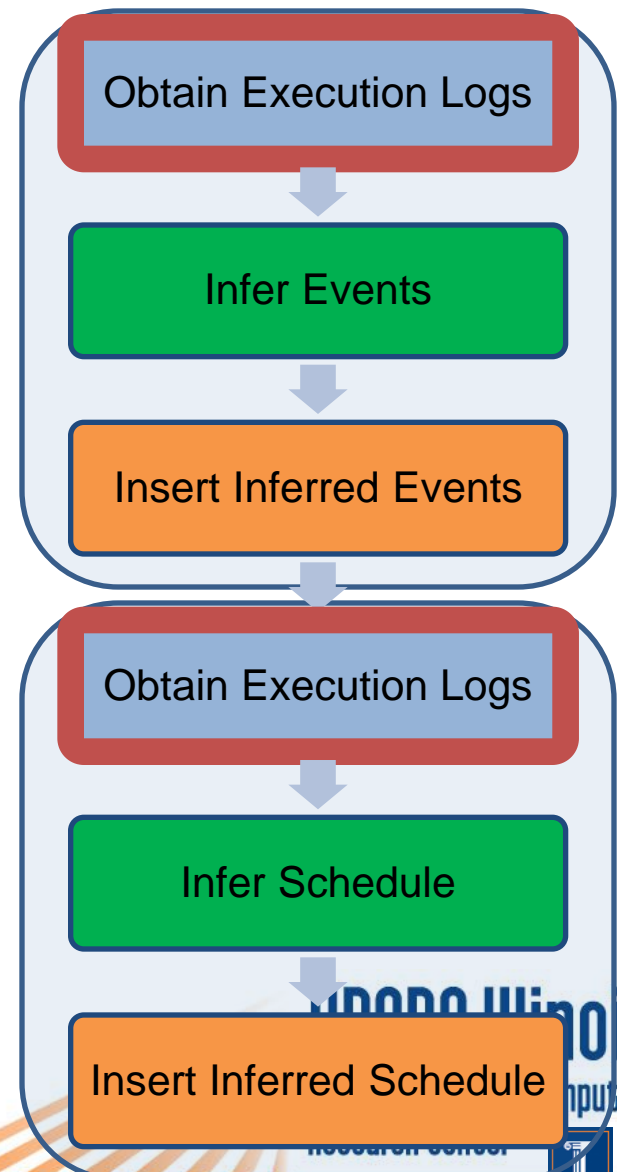 Obtain Execution Logs
Infer Events
Insert Inferred Events
Obtain Execution Logs
Infer Schedule
Insert Inferred Schedule